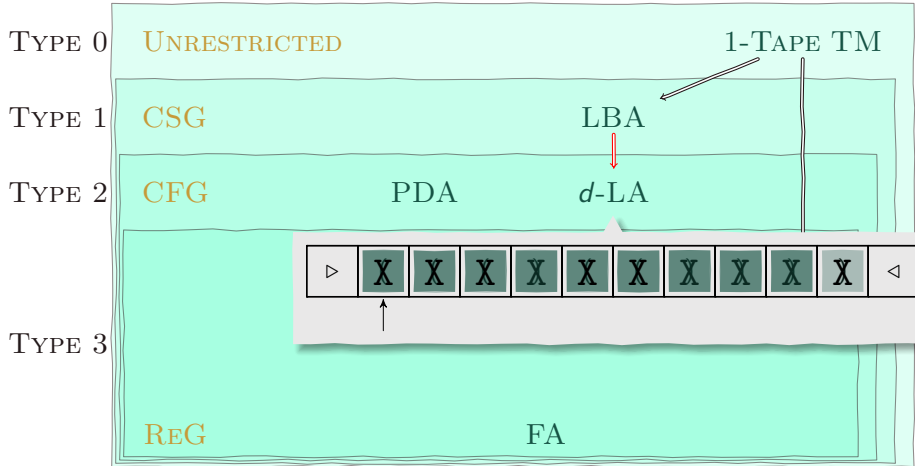 TYPE 0 UNRESTRICTED 1-TAPE TM
TYPE 1 CSG LBA
TYPE 2 CFG PDA d-LA
▷ X X X X X X X X X X ◁
TYPE 3
REG FA